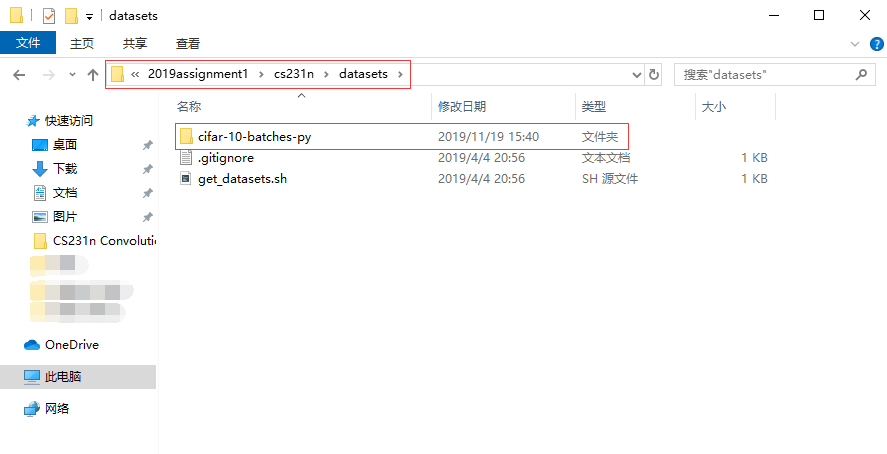 datasets
文件 主页 共享 查看
« 2019assignment1 › cs231n › datasets ›
搜索"datasets"
名称 修改日期 类型 大小
快速访问
桌面
下载
文档
图片
CS231n Convolutic
OneDrive
此电脑
网络
cifar-10-batches-py 2019/11/19 15:40 文件夹
.gitignore 2019/4/4 20:56 文本文档 1 KB
get_datasets.sh 2019/4/4 20:56 SH 源文件 1 KB